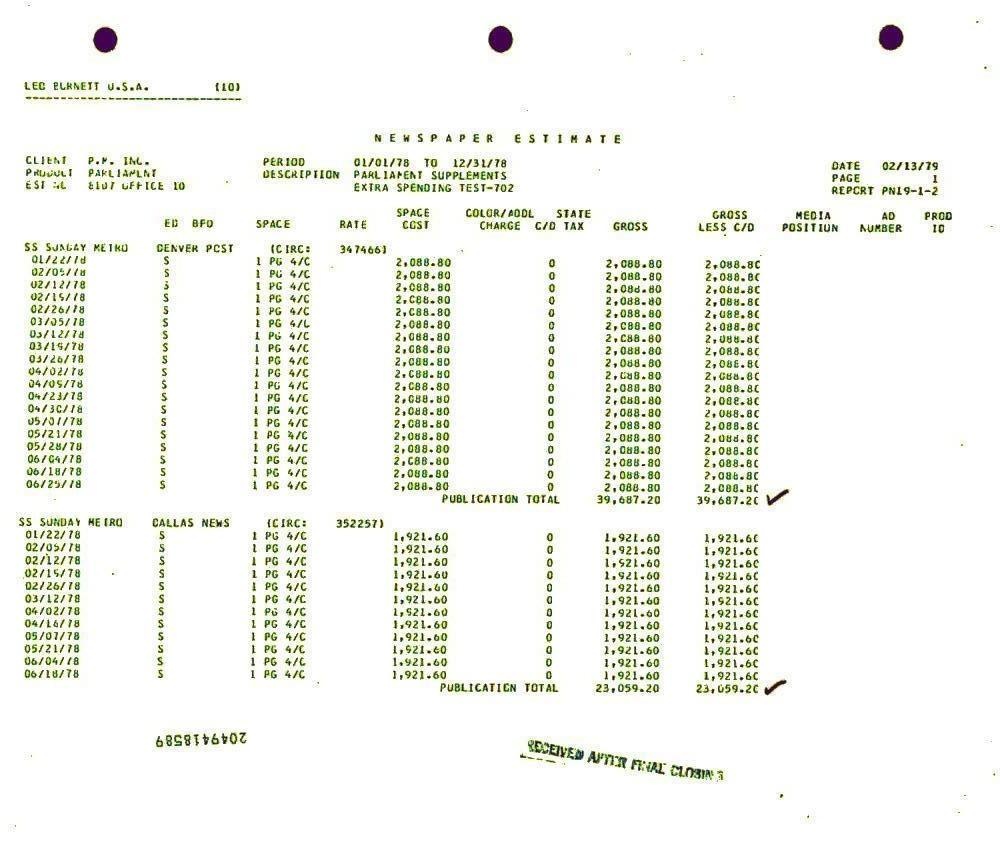 LEO BURNETT U.S.A. (10)
NEWSPAPER ESTIMATE
CLIENT P.M. INC. PERIOD 01/01/78 TO 12/31/78 DATE 02/13/79
PRODUCT PARLIAMENT DESCRIPTION PARLIAMENT SUPPLEMENTS PAGE 1
EST NO 8107 OFFICE 10 EXTRA SPENDING TEST-702 REPORT PN19-1-2
SPACE COLOR/ADDL STATE GROSS MEDIA AD PROD
ED BFD SPACE RATE COST CHARGE C/D TAX GROSS LESS C/D POSITION NUMBER ID
SS SUNDAY METRO DENVER POST (CIRC: 347466)
01/22/78 S 1 PG 4/C 2,088.80 0 2,088.80 2,088.80
02/05/78 S 1 PG 4/C 2,088.80 0 2,088.80 2,088.80
02/12/78 S 1 PG 4/C 2,088.80 0 2,088.80 2,088.80
02/19/78 S 1 PG 4/C 2,088.80 0 2,088.80 2,088.80
02/26/78 S 1 PG 4/C 2,088.80 0 2,088.80 2,088.80
03/05/78 S 1 PG 4/C 2,088.80 0 2,088.80 2,088.80
03/12/78 S 1 PG 4/C 2,088.80 0 2,088.80 2,088.80
03/19/78 S 1 PG 4/C 2,088.80 0 2,088.80 2,088.80
03/26/78 S 1 PG 4/C 2,088.80 0 2,088.80 2,088.80
04/02/78 S 1 PG 4/C 2,088.80 0 2,088.80 2,088.80
04/09/78 S 1 PG 4/C 2,088.80 0 2,088.80 2,088.80
04/23/78 S 1 PG 4/C 2,088.80 0 2,088.80 2,088.80
04/30/78 S 1 PG 4/C 2,088.80 0 2,088.80 2,088.80
05/07/78 S 1 PG 4/C 2,088.80 0 2,088.80 2,088.80
05/21/78 S 1 PG 4/C 2,088.80 0 2,088.80 2,088.80
05/28/78 S 1 PG 4/C 2,088.80 0 2,088.80 2,088.80
06/04/78 S 1 PG 4/C 2,088.80 0 2,088.80 2,088.80
06/18/78 S 1 PG 4/C 2,088.80 0 2,088.80 2,088.80
06/25/78 S 1 PG 4/C 2,088.80 0 2,088.80 2,088.80
PUBLICATION TOTAL 39,687.20 39,687.20
SS SUNDAY METRO DALLAS NEWS (CIRC: 352257)
01/22/78 S 1 PG 4/C 1,921.60 0 1,921.60 1,921.60
02/05/78 S 1 PG 4/C 1,921.60 0 1,921.60 1,921.60
02/12/78 S 1 PG 4/C 1,921.60 0 1,921.60 1,921.60
02/19/78 S 1 PG 4/C 1,921.60 0 1,921.60 1,921.60
02/26/78 S 1 PG 4/C 1,921.60 0 1,921.60 1,921.60
03/12/78 S 1 PG 4/C 1,921.60 0 1,921.60 1,921.60
04/02/78 S 1 PG 4/C 1,921.60 0 1,921.60 1,921.60
04/16/78 S 1 PG 4/C 1,921.60 0 1,921.60 1,921.60
05/07/78 S 1 PG 4/C 1,921.60 0 1,921.60 1,921.60
05/21/78 S 1 PG 4/C 1,921.60 0 1,921.60 1,921.60
06/04/78 S 1 PG 4/C 1,921.60 0 1,921.60 1,921.60
06/18/78 S 1 PG 4/C 1,921.60 0 1,921.60 1,921.60
PUBLICATION TOTAL 23,059.20 23,059.20
2049418589
RECEIVED AFTER FINAL CLOSING